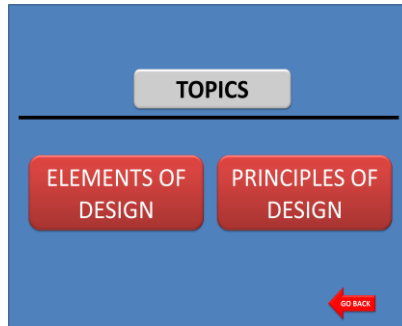 TOPICS
ELEMENTS OF
DESIGN
PRINCIPLES OF
DESIGN
GO BACK